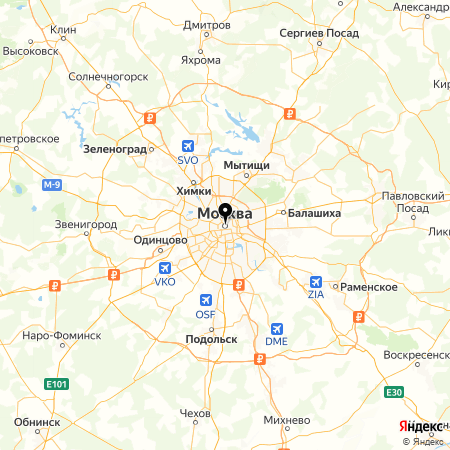 Клин
Дмитров
Александр
Сергиев Посад
Высоковск
Яхрома
Солнечногорск
Кир
₽
₽
петровское
Зеленоград
SVO
Мытищи
М-9
Химки
Павловский
Посад
Москва
Балашиха
Звенигород
Лик
Одинцово
₽
₽
VKO
₽
ZIA
Раменское
OSF
₽
Наро-Фоминск
Подольск
DME
₽
Воскресенск
E101
E30
Обнинск
Чехов
Михнево
Яндекс
© Яндекс